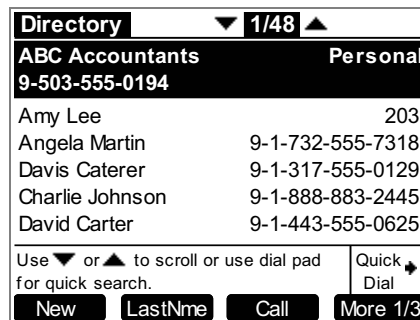 Directory ▼ 1/48 ▲
ABC Accountants Personal
9-503-555-0194
Amy Lee 203
Angela Martin 9-1-732-555-7318
Davis Caterer 9-1-317-555-0129
Charlie Johnson 9-1-888-883-2445
David Carter 9-1-443-555-0625
Use ▼ or ▲ to scroll or use dial pad
for quick search.
Quick
Dial
New LastNme Call More 1/3